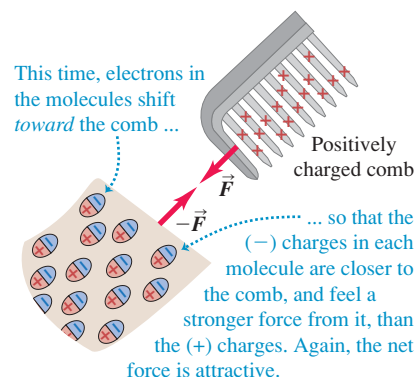 This time, electrons in
the molecules shift
toward the comb ...
Positively
charged comb
F⃗
−F⃗
... so that the
(−) charges in each
molecule are closer to
the comb, and feel a
stronger force from it, than
the (+) charges. Again, the net
force is attractive.